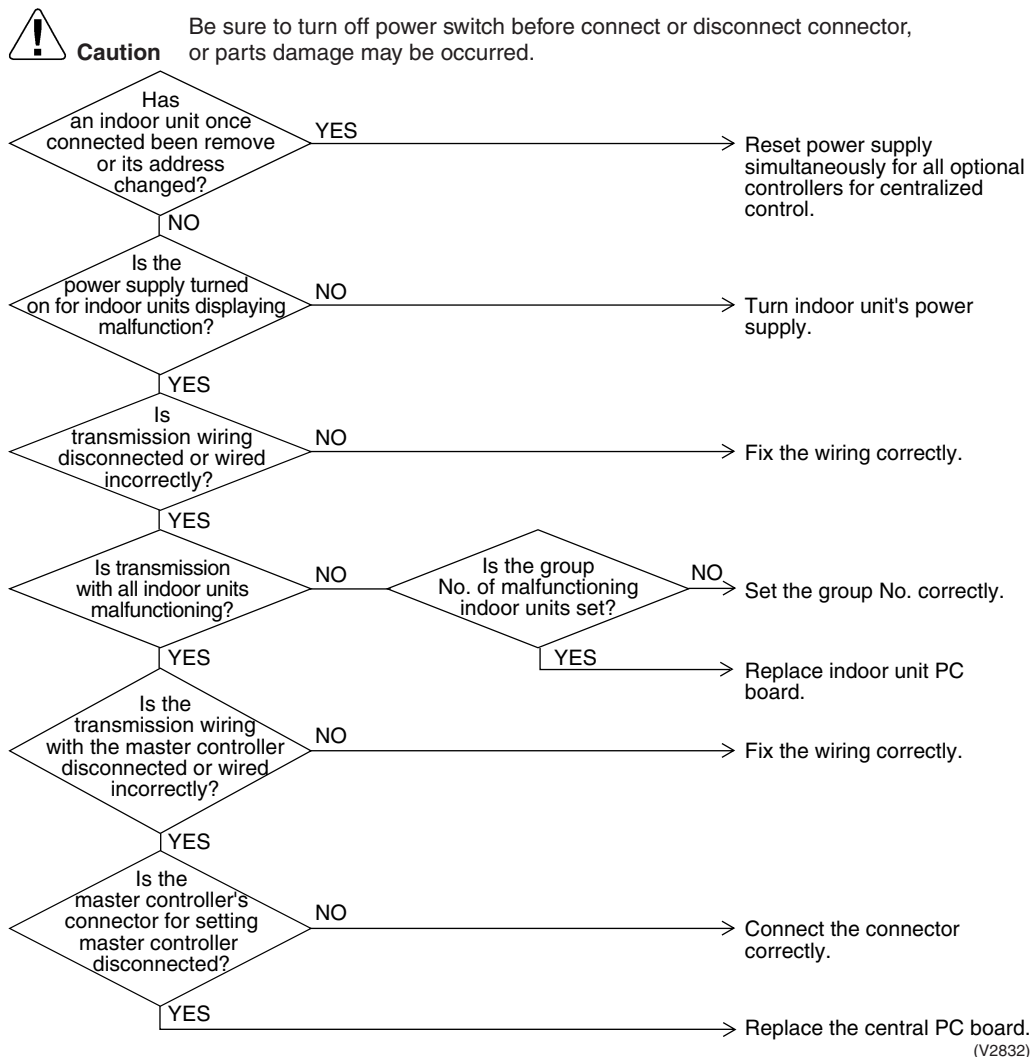 Be sure to turn off power switch before connect or disconnect connector,
Caution or parts damage may be occurred.
Has
an indoor unit once
connected been remove
or its address
changed?
YES
Reset power supply
simultaneously for all optional
controllers for centralized
control.
NO
Is the
power supply turned
on for indoor units displaying
malfunction?
NO
Turn indoor unit's power
supply.
YES
Is
transmission wiring
disconnected or wired
incorrectly?
NO
Fix the wiring correctly.
YES
Is transmission
with all indoor units
malfunctioning?
NO
Is the group
No. of malfunctioning
indoor units set?
NO
Set the group No. correctly.
YES
YES
Replace indoor unit PC
board.
Is the
transmission wiring
with the master controller
disconnected or wired
incorrectly?
NO
Fix the wiring correctly.
YES
Is the
master controller's
connector for setting
master controller
disconnected?
NO
Connect the connector
correctly.
YES
Replace the central PC board.
(V2832)